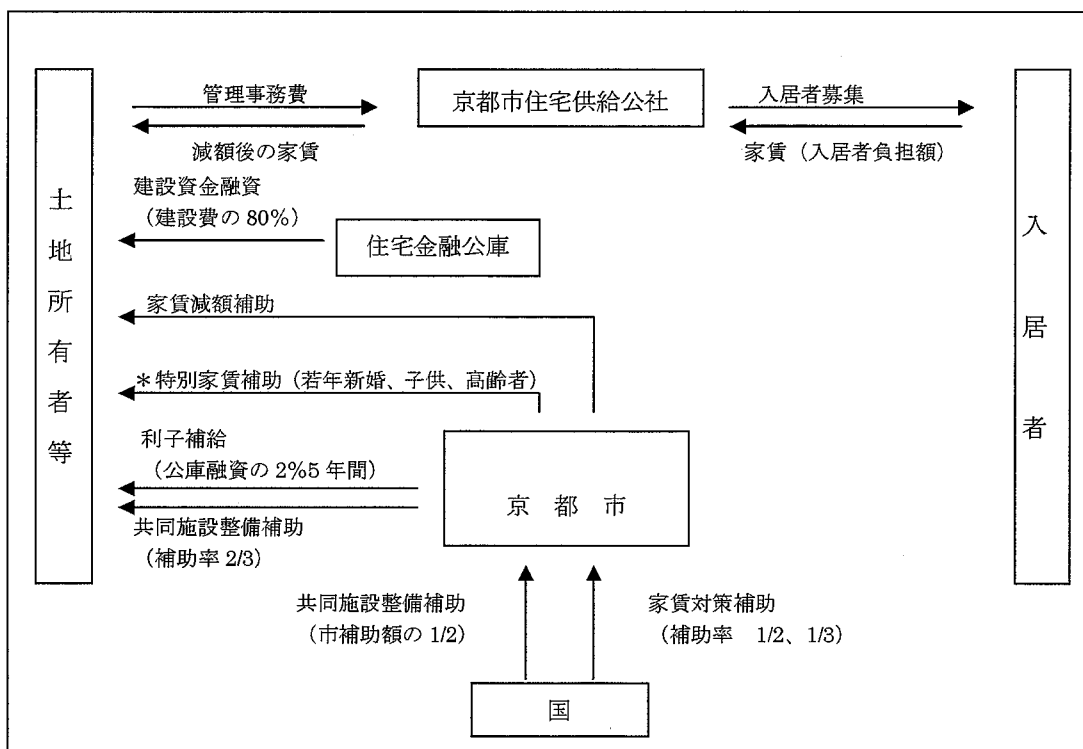 管理事務費
京都市住宅供給公社
入居者募集
減額後の家賃
家賃（入居者負担額）
建設資金融資
（建設費の 80%）
住宅金融公庫
土地所有者等
入居者
家賃減額補助
＊特別家賃補助（若年新婚、子供、高齢者）
利子補給
（公庫融資の 2%5 年間）
京都市
共同施設整備補助
（補助率 2/3）
共同施設整備補助
（市補助額の 1/2）
家賃対策補助
（補助率　1/2、1/3）
国